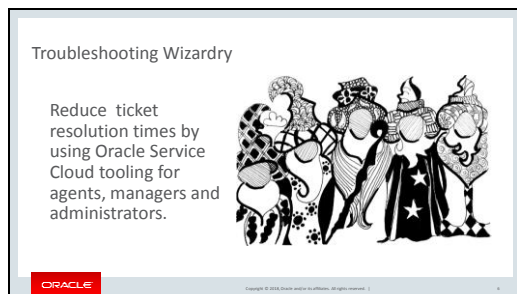 Troubleshooting Wizardry
Reduce ticket
resolution times by
using Oracle Service
Cloud tooling for
agents, managers and
administrators.
ORACLE
Copyright © 2018, Oracle and/or its affiliates. All rights reserved. |